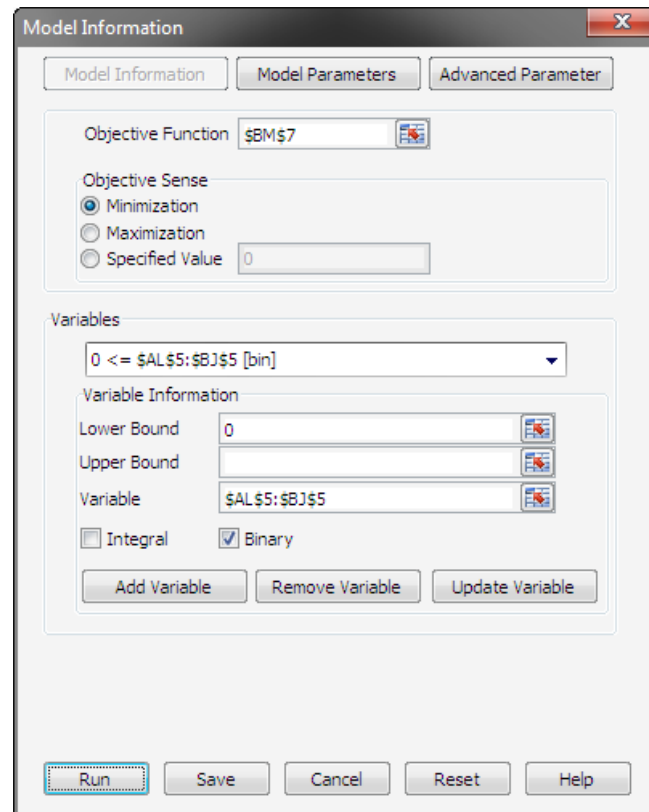 Model Information
Model Information Model Parameters Advanced Parameter
Objective Function $BM$7
Objective Sense
Minimization
Maximization
Specified Value 0
Variables
0 <= $AL$5:$BJ$5 [bin]
Variable Information
Lower Bound 0
Upper Bound
Variable $AL$5:$BJ$5
Integral Binary
Add Variable Remove Variable Update Variable
Run Save Cancel Reset Help